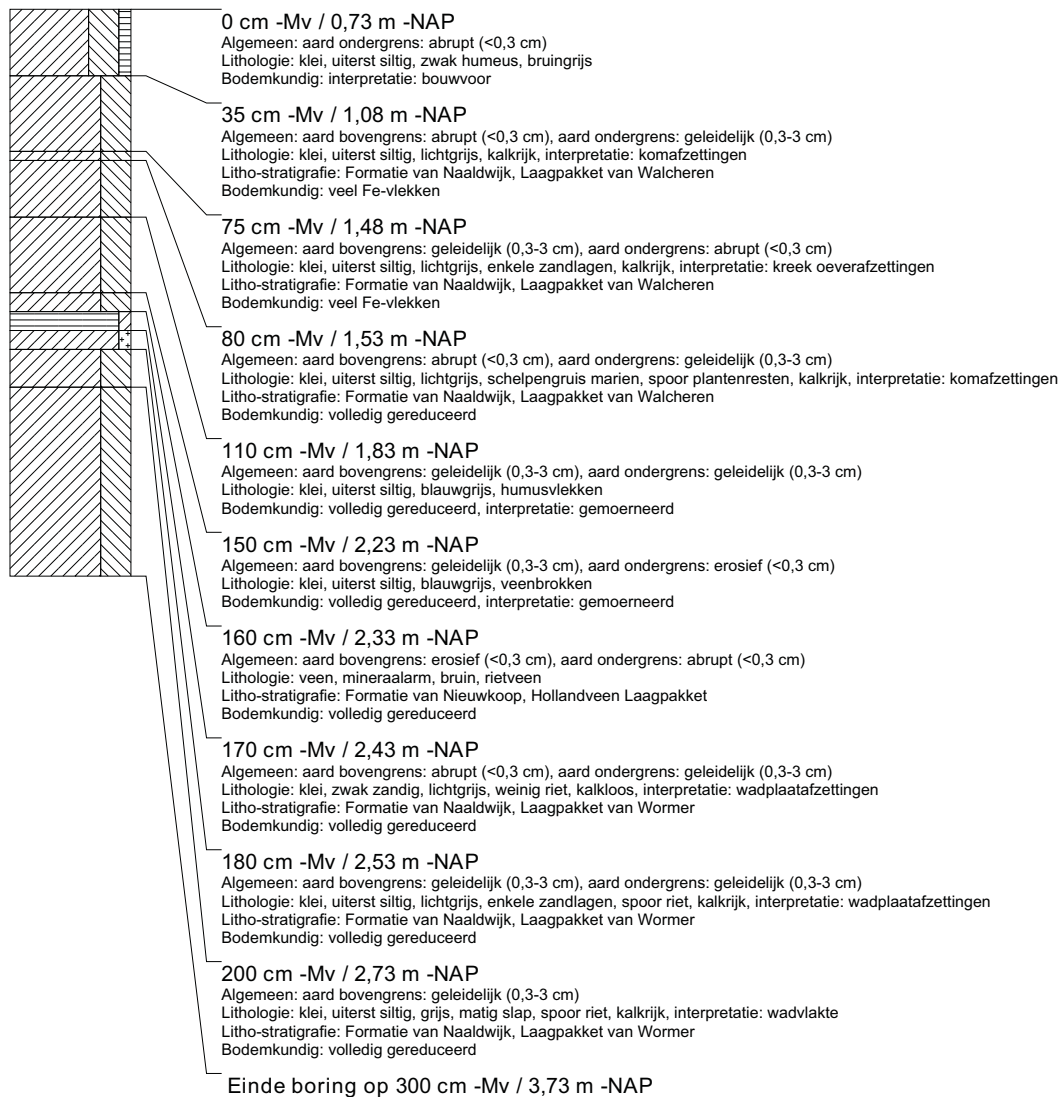 0 cm -Mv / 0,73 m -NAP
Algemeen: aard ondergrens: abrupt (<0,3 cm)
Lithologie: klei, uiterst siltig, zwak humeus, bruingrijs
Bodemkundig: interpretatie: bouwvoor
35 cm -Mv / 1,08 m -NAP
Algemeen: aard bovengrens: abrupt (<0,3 cm), aard ondergrens: geleidelijk (0,3-3 cm)
Lithologie: klei, uiterst siltig, lichtgrijs, kalkrijk, interpretatie: komafzettingen
Litho-stratigrafie: Formatie van Naaldwijk, Laagpakket van Walcheren
Bodemkundig: veel Fe-vlekken
75 cm -Mv / 1,48 m -NAP
Algemeen: aard bovengrens: geleidelijk (0,3-3 cm), aard ondergrens: abrupt (<0,3 cm)
Lithologie: klei, uiterst siltig, lichtgrijs, enkele zandlagen, kalkrijk, interpretatie: kreek oeverafzettingen
Litho-stratigrafie: Formatie van Naaldwijk, Laagpakket van Walcheren
Bodemkundig: veel Fe-vlekken
80 cm -Mv / 1,53 m -NAP
Algemeen: aard bovengrens: abrupt (<0,3 cm), aard ondergrens: geleidelijk (0,3-3 cm)
Lithologie: klei, uiterst siltig, lichtgrijs, schelpengruis marien, spoor plantenresten, kalkrijk, interpretatie: komafzettingen
Litho-stratigrafie: Formatie van Naaldwijk, Laagpakket van Walcheren
Bodemkundig: volledig gereduceerd
110 cm -Mv / 1,83 m -NAP
Algemeen: aard bovengrens: geleidelijk (0,3-3 cm), aard ondergrens: geleidelijk (0,3-3 cm)
Lithologie: klei, uiterst siltig, blauwgrijs, humusvlekken
Bodemkundig: volledig gereduceerd, interpretatie: gemoerneerd
150 cm -Mv / 2,23 m -NAP
Algemeen: aard bovengrens: geleidelijk (0,3-3 cm), aard ondergrens: erosief (<0,3 cm)
Lithologie: klei, uiterst siltig, blauwgrijs, veenbrokken
Bodemkundig: volledig gereduceerd, interpretatie: gemoerneerd
160 cm -Mv / 2,33 m -NAP
Algemeen: aard bovengrens: erosief (<0,3 cm), aard ondergrens: abrupt (<0,3 cm)
Lithologie: veen, mineraalarm, bruin, rietveen
Litho-stratigrafie: Formatie van Nieuwkoop, Hollandveen Laagpakket
Bodemkundig: volledig gereduceerd
170 cm -Mv / 2,43 m -NAP
Algemeen: aard bovengrens: abrupt (<0,3 cm), aard ondergrens: geleidelijk (0,3-3 cm)
Lithologie: klei, zwak zandig, lichtgrijs, weinig riet, kalkloos, interpretatie: wadplaatafzettingen
Litho-stratigrafie: Formatie van Naaldwijk, Laagpakket van Wormer
Bodemkundig: volledig gereduceerd
180 cm -Mv / 2,53 m -NAP
Algemeen: aard bovengrens: geleidelijk (0,3-3 cm), aard ondergrens: geleidelijk (0,3-3 cm)
Lithologie: klei, uiterst siltig, lichtgrijs, enkele zandlagen, spoor riet, kalkrijk, interpretatie: wadplaatafzettingen
Litho-stratigrafie: Formatie van Naaldwijk, Laagpakket van Wormer
Bodemkundig: volledig gereduceerd
200 cm -Mv / 2,73 m -NAP
Algemeen: aard bovengrens: geleidelijk (0,3-3 cm)
Lithologie: klei, uiterst siltig, grijs, matig slap, spoor riet, kalkrijk, interpretatie: wadvlakte
Litho-stratigrafie: Formatie van Naaldwijk, Laagpakket van Wormer
Bodemkundig: volledig gereduceerd
Einde boring op 300 cm -Mv / 3,73 m -NAP